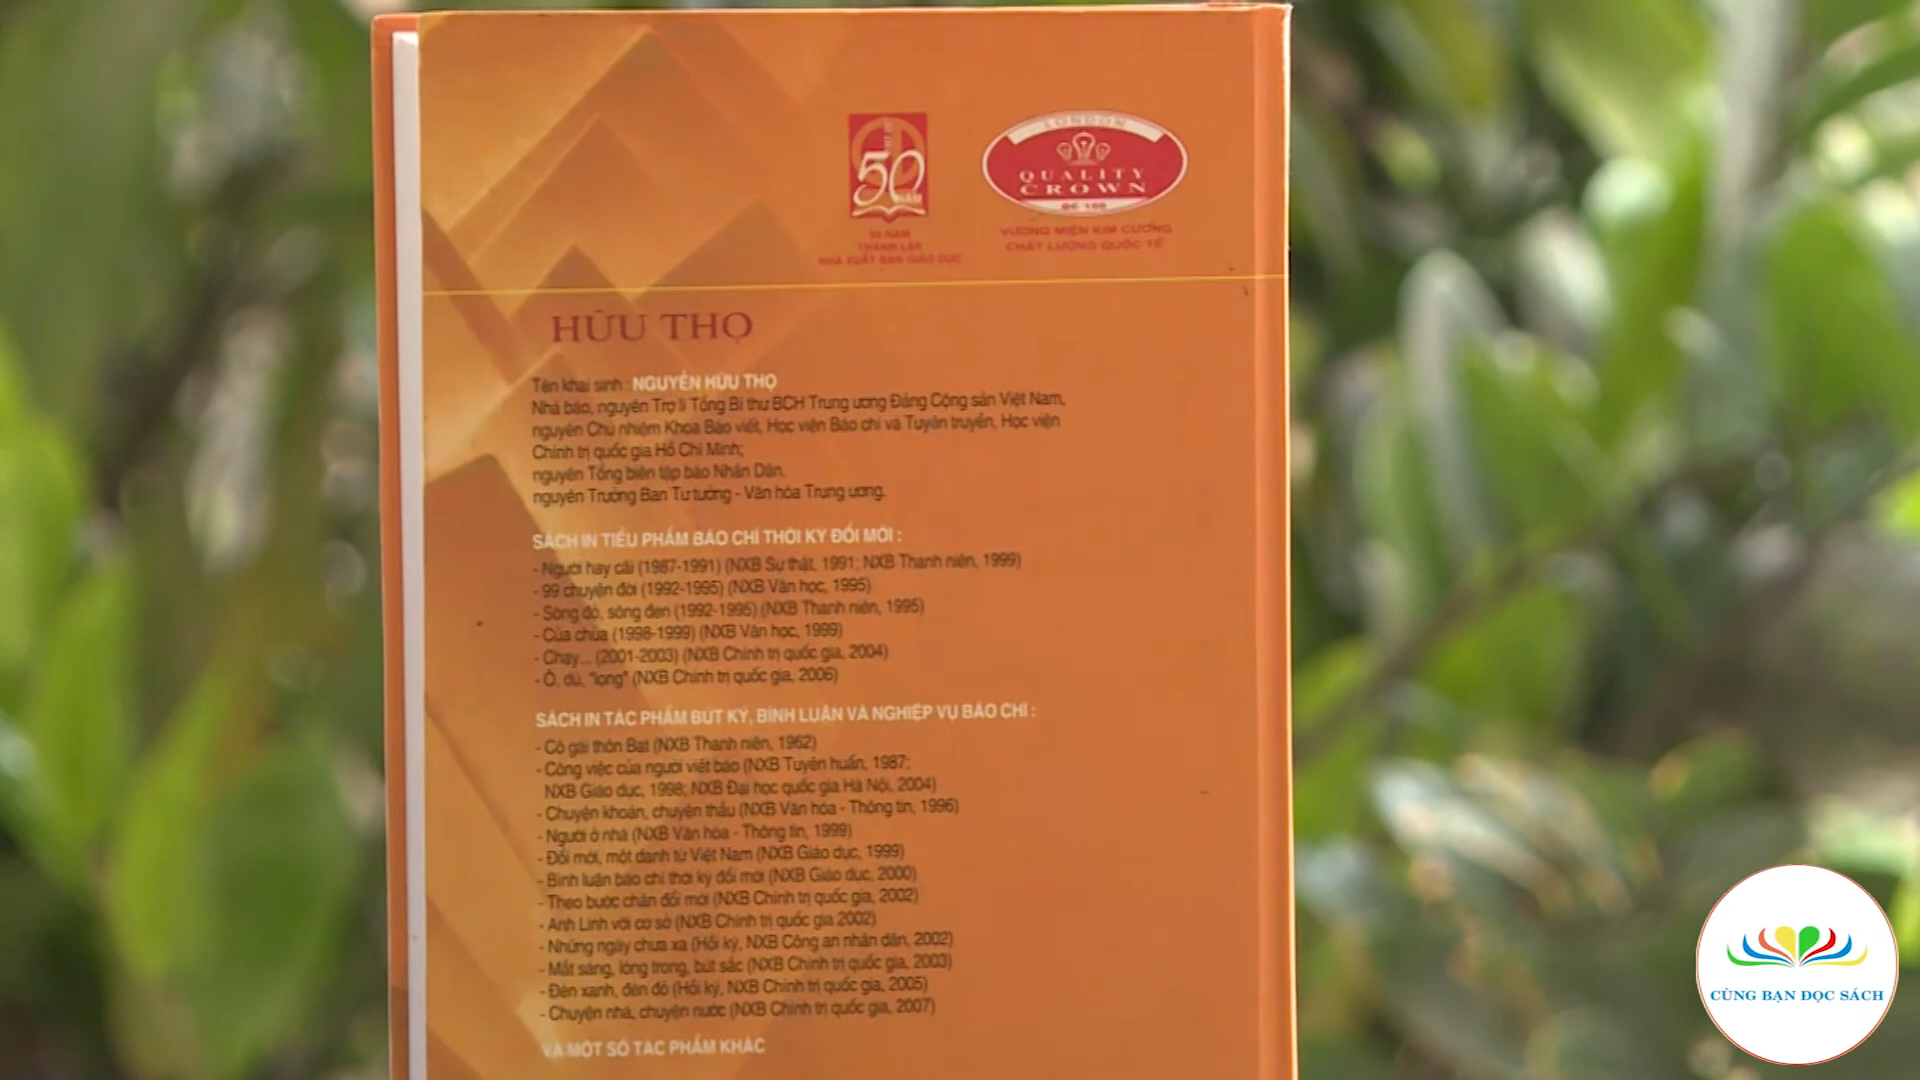 50
NĂM
50 NĂM
THÀNH LẬP
NHÀ XUẤT BẢN GIÁO DỤC
LONDON
QUALITY
CROWN
QC 100
VƯƠNG MIỆN KIM CƯƠNG
CHẤT LƯỢNG QUỐC TẾ
HỮU THỌ
Tên khai sinh : NGUYỄN HỮU THỌ
Nhà báo, nguyên Trợ lí Tổng Bí thư BCH Trung ương Đảng Cộng sản Việt Nam,
nguyên Chủ nhiệm Khoa Báo viết, Học viện Báo chí và Tuyên truyền, Học viện
Chính trị quốc gia Hồ Chí Minh;
nguyên Tổng biên tập báo Nhân Dân,
nguyên Trưởng Ban Tư tưởng - Văn hóa Trung ương.
SÁCH IN TIỂU PHẨM BÁO CHÍ THỜI KỲ ĐỔI MỚI :
- Người hay cãi (1987-1991) (NXB Sự thật, 1991; NXB Thanh niên, 1999)
- 99 chuyện đời (1992-1995) (NXB Văn học, 1995)
- Sông đỏ, sông đen (1992-1995) (NXB Thanh niên, 1995)
- Của chùa (1998-1999) (NXB Văn học, 1999)
- Chạy... (2001-2003) (NXB Chính trị quốc gia, 2004)
- Ô, dù, "lọng" (NXB Chính trị quốc gia, 2006)
SÁCH IN TÁC PHẨM BÚT KÝ, BÌNH LUẬN VÀ NGHIỆP VỤ BÁO CHÍ :
- Cô gái thôn Bạt (NXB Thanh niên, 1962)
- Công việc của người viết báo (NXB Tuyên huấn, 1987;
NXB Giáo dục, 1998; NXB Đại học quốc gia Hà Nội, 2004)
- Chuyện khoán, chuyện thầu (NXB Văn hóa - Thông tin, 1996)
- Người ở nhà (NXB Văn hóa - Thông tin, 1999)
- Đổi mới, một danh từ Việt Nam (NXB Giáo dục, 1999)
- Bình luận báo chí thời kỳ đổi mới (NXB Giáo dục, 2000)
- Theo bước chân đổi mới (NXB Chính trị quốc gia, 2002)
- Anh Linh với cơ sở (NXB Chính trị quốc gia 2002)
- Những ngày chưa xa (Hồi ký, NXB Công an nhân dân, 2002)
- Mắt sáng, lòng trong, bút sắc (NXB Chính trị quốc gia, 2003)
- Đèn xanh, đèn đỏ (Hồi ký, NXB Chính trị quốc gia, 2005)
- Chuyện nhà, chuyện nước (NXB Chính trị quốc gia, 2007)
VÀ MỘT SỐ TÁC PHẨM KHÁC
CÙNG BẠN ĐỌC SÁCH